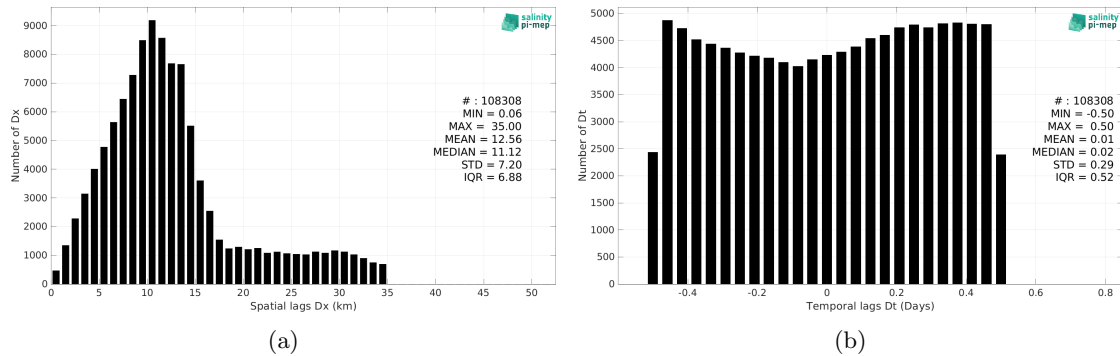 9000
8000
7000
6000
5000
4000
3000
2000
1000
0
Number of Dx
salinity
pi-mep
# : 108308
MIN = 0.06
MAX = 35.00
MEAN = 12.56
MEDIAN = 11.12
STD = 7.20
IQR = 6.88
0 5 10 15 20 25 30 35 40 45 50
Spatial lags Dx (km)
(a)
5000
4500
4000
3500
3000
2500
2000
1500
1000
500
0
Number of Dt
salinity
pi-mep
# : 108308
MIN = -0.50
MAX = 0.50
MEAN = 0.01
MEDIAN = 0.02
STD = 0.29
IQR = 0.52
-0.4 -0.2 0 0.2 0.4 0.6 0.8
Temporal lags Dt (Days)
(b)